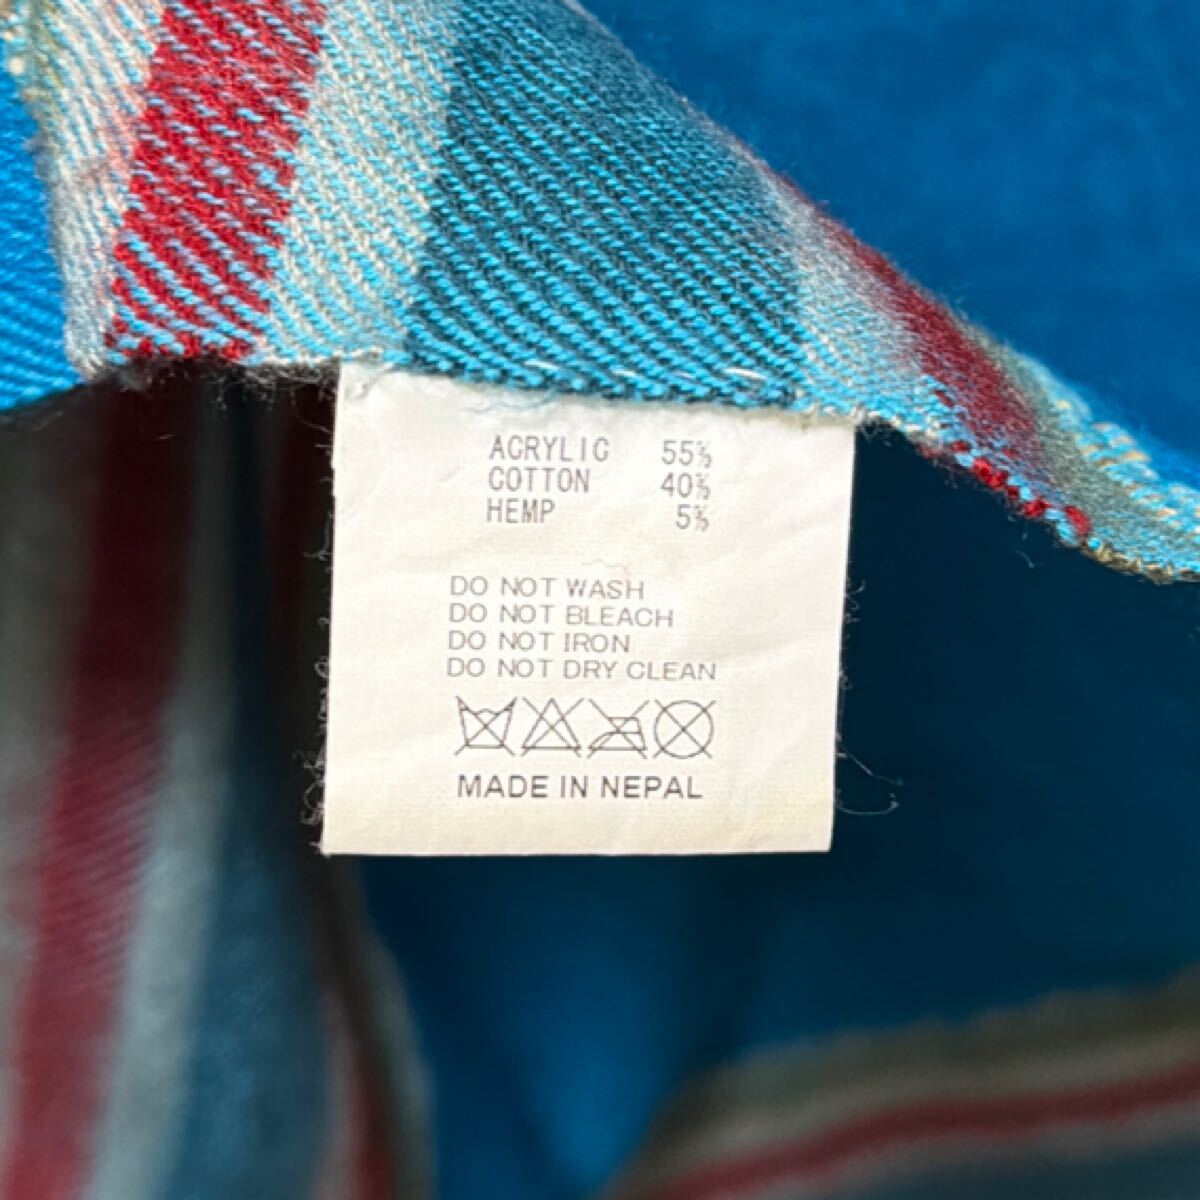 ACRYLIC 55%
COTTON 40%
HEMP 5%
DO NOT WASH
DO NOT BLEACH
DO NOT IRON
DO NOT DRY CLEAN
MADE IN NEPAL